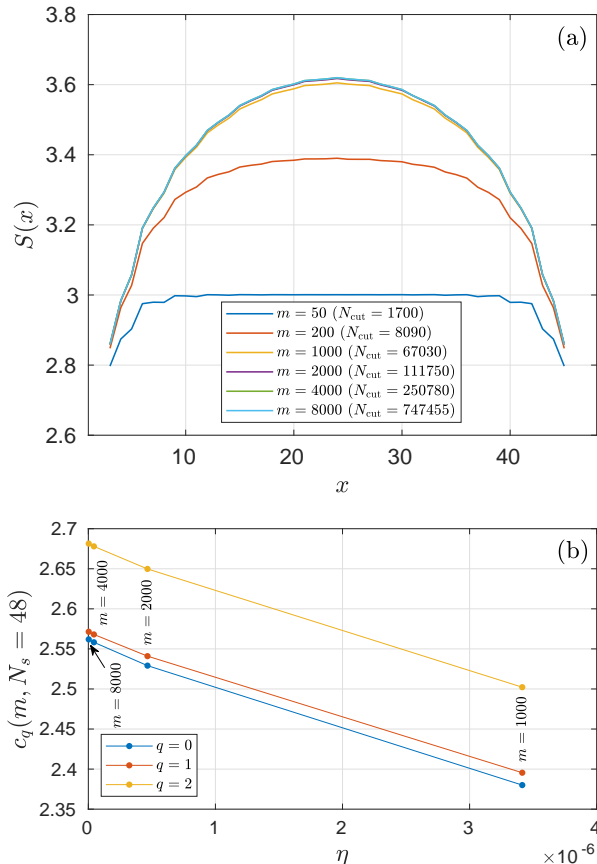 3.8
(a)
3.6
3.4
3.2
3
2.8
2.6
S(x)
m = 50 (N_cut = 1700)
m = 200 (N_cut = 8090)
m = 1000 (N_cut = 67030)
m = 2000 (N_cut = 111750)
m = 4000 (N_cut = 250780)
m = 8000 (N_cut = 747455)
10 20 30 40
x
2.7
(b)
2.65
2.6
2.55
2.5
2.45
2.4
2.35
c_q(m, N_s = 48)
m = 4000
m = 2000
m = 8000
m = 1000
q = 0
q = 1
q = 2
0 1 2 3 4
η
×10^-6